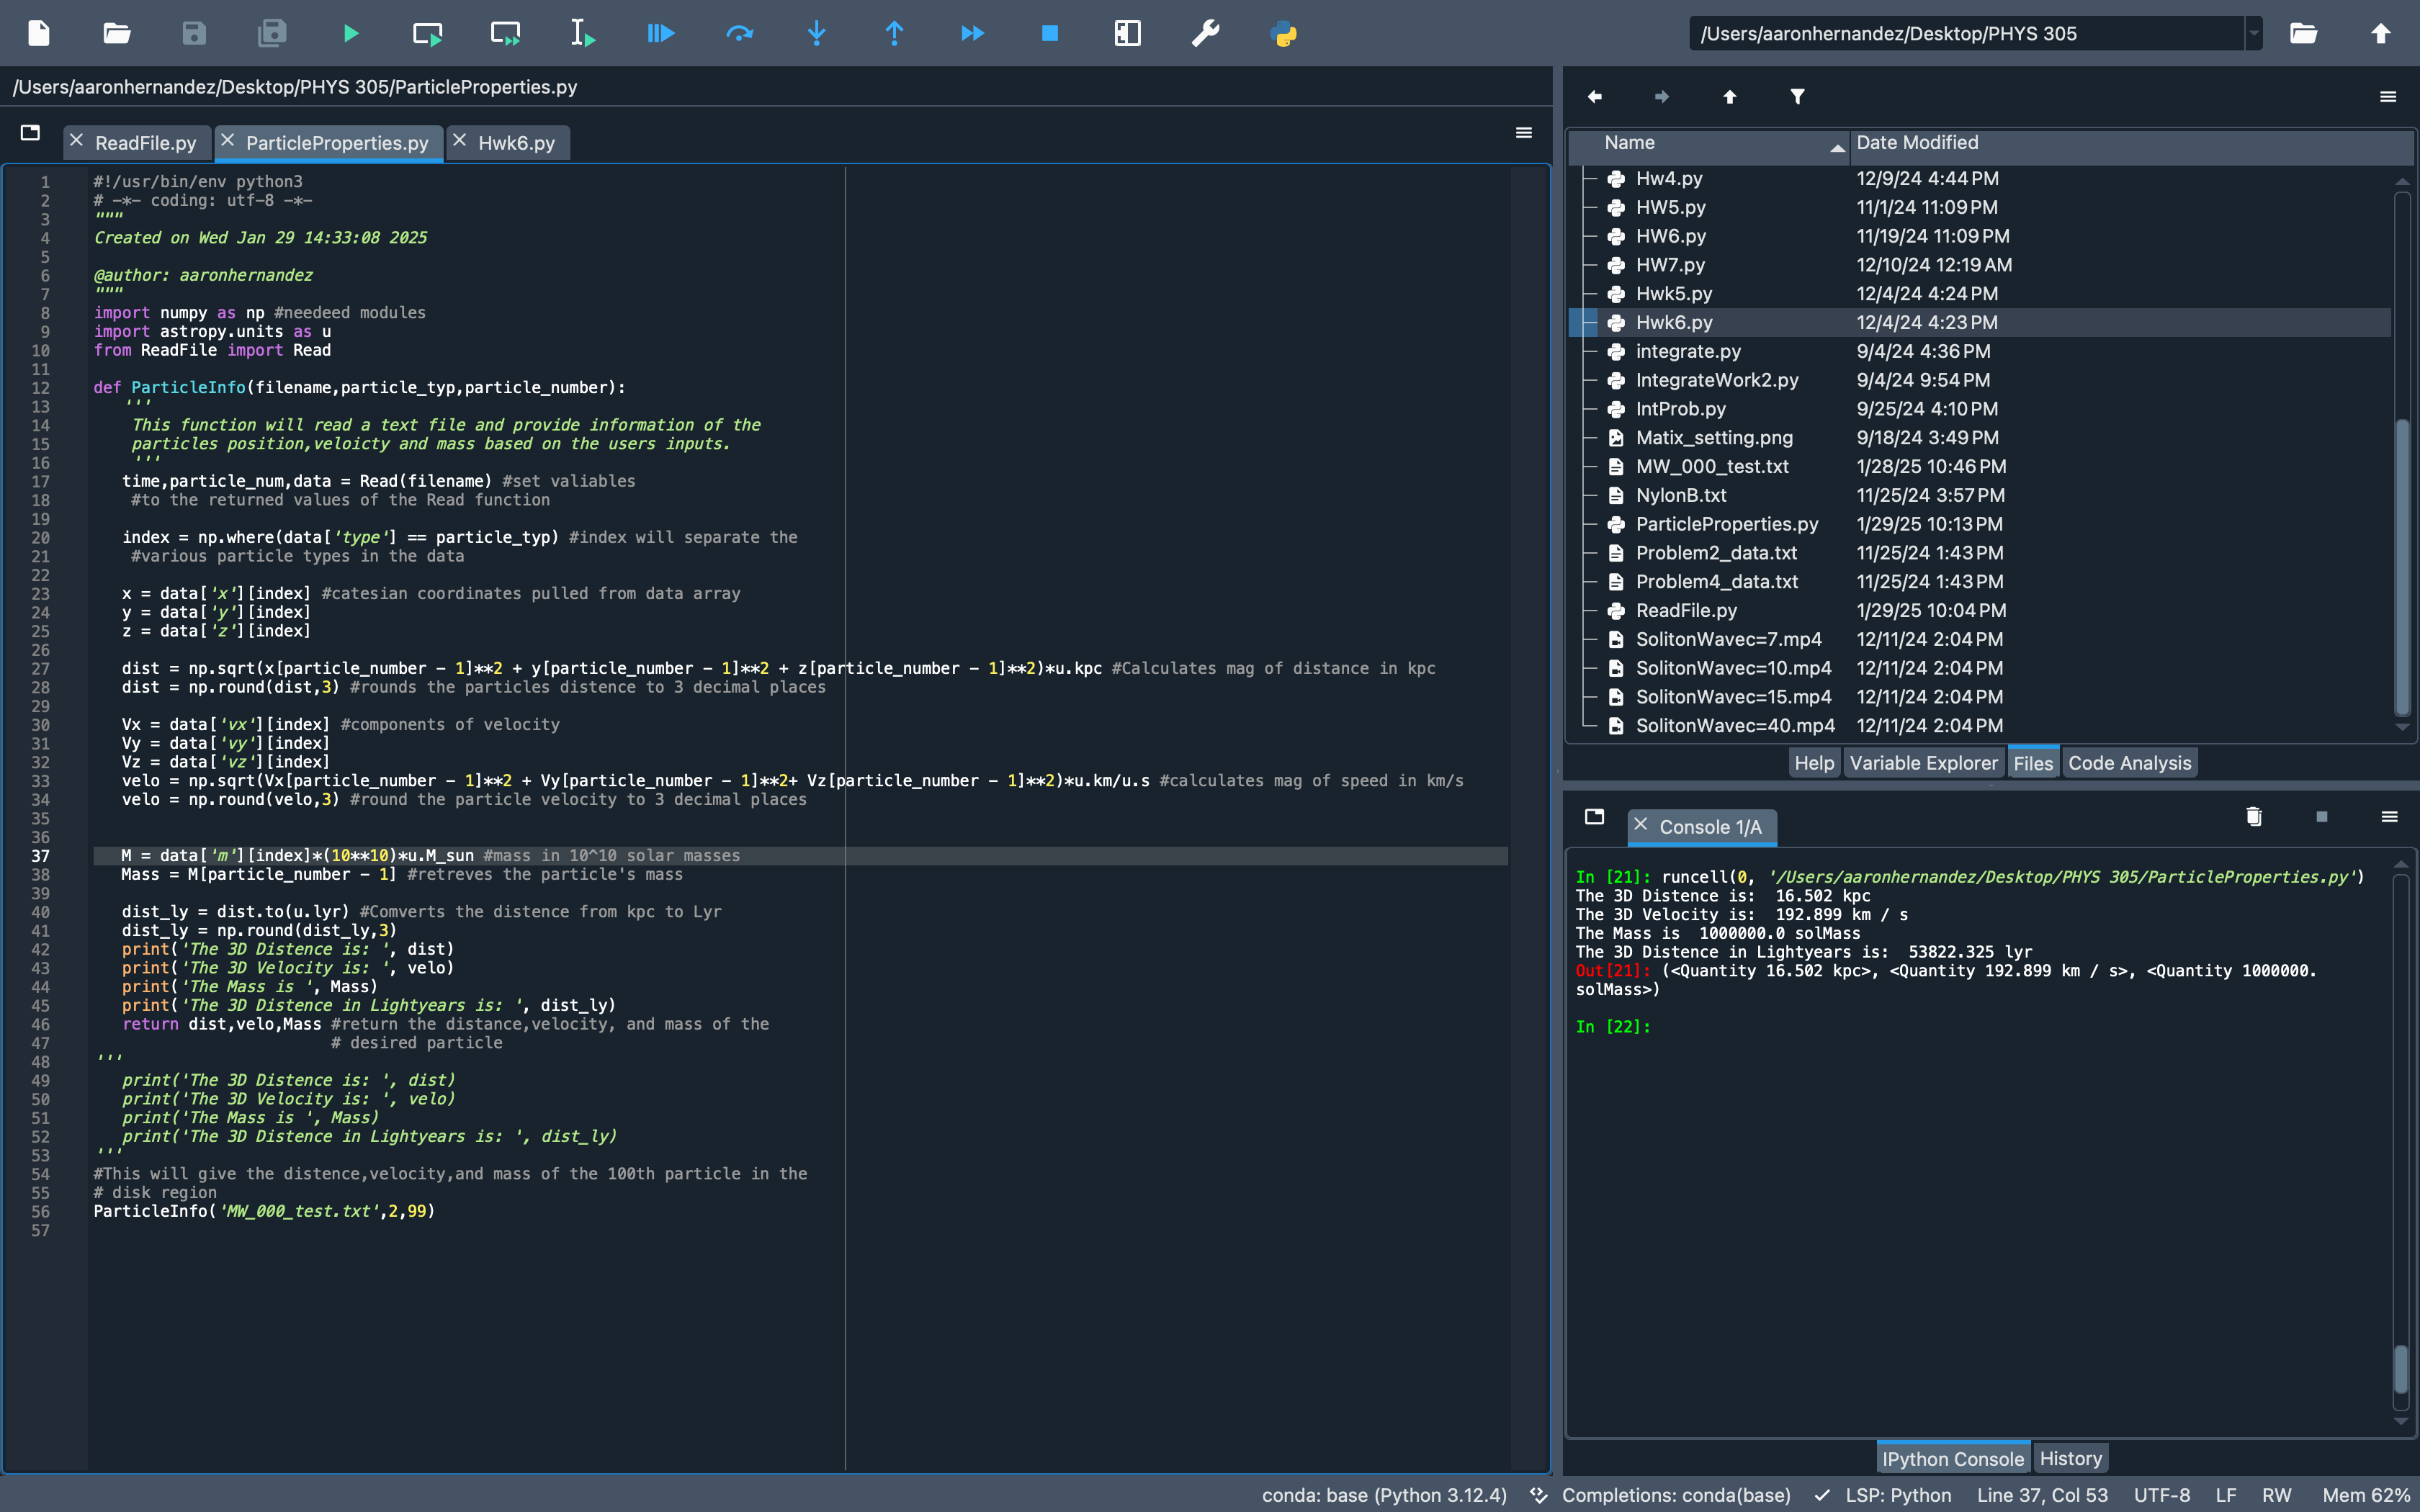 /Users/aaronhernandez/Desktop/PHYS 305
/Users/aaronhernandez/Desktop/PHYS 305/ParticleProperties.py
ReadFile.py
ParticleProperties.py
Hwk6.py
1 #!/usr/bin/env python3
2 # -*- coding: utf-8 -*-
3 """
4 Created on Wed Jan 29 14:33:08 2025
5
6 @author: aaronhernandez
7 """
8 import numpy as np #needeed modules
9 import astropy.units as u
10 from ReadFile import Read
11
12 def ParticleInfo(filename,particle_typ,particle_number):
13 '''
14 This function will read a text file and provide information of the
15 particles position,veloicty and mass based on the users inputs.
16 '''
17 time,particle_num,data = Read(filename) #set valiables
18 #to the returned values of the Read function
19
20 index = np.where(data['type'] == particle_typ) #index will separate the
21 #various particle types in the data
22
23 x = data['x'][index] #catesian coordinates pulled from data array
24 y = data['y'][index]
25 z = data['z'][index]
26
27 dist = np.sqrt(x[particle_number - 1]**2 + y[particle_number - 1]**2 + z[particle_number - 1]**2)*u.kpc #Calculates mag of distance in kpc
28 dist = np.round(dist,3) #rounds the particles distence to 3 decimal places
29
30 Vx = data['vx'][index] #components of velocity
31 Vy = data['vy'][index]
32 Vz = data['vz'][index]
33 velo = np.sqrt(Vx[particle_number - 1]**2 + Vy[particle_number - 1]**2+ Vz[particle_number - 1]**2)*u.km/u.s #calculates mag of speed in km/s
34 velo = np.round(velo,3) #round the particle velocity to 3 decimal places
35
36
37 M = data['m'][index]*(10**10)*u.M_sun #mass in 10^10 solar masses
38 Mass = M[particle_number - 1] #retreves the particle's mass
39
40 dist_ly = dist.to(u.lyr) #Comverts the distence from kpc to Lyr
41 dist_ly = np.round(dist_ly,3)
42 print('The 3D Distence is: ', dist)
43 print('The 3D Velocity is: ', velo)
44 print('The Mass is ', Mass)
45 print('The 3D Distence in Lightyears is: ', dist_ly)
46 return dist,velo,Mass #return the distance,velocity, and mass of the
47 # desired particle
48 '''
49 print('The 3D Distence is: ', dist)
50 print('The 3D Velocity is: ', velo)
51 print('The Mass is ', Mass)
52 print('The 3D Distence in Lightyears is: ', dist_ly)
53 '''
54 #This will give the distence,velocity,and mass of the 100th particle in the
55 # disk region
56 ParticleInfo('MW_000_test.txt',2,99)
57
Name Date Modified
Hw4.py 12/9/24 4:44 PM
HW5.py 11/1/24 11:09 PM
HW6.py 11/19/24 11:09 PM
HW7.py 12/10/24 12:19 AM
Hwk5.py 12/4/24 4:24 PM
Hwk6.py 12/4/24 4:23 PM
integrate.py 9/4/24 4:36 PM
IntegrateWork2.py 9/4/24 9:54 PM
IntProb.py 9/25/24 4:10 PM
Matix_setting.png 9/18/24 3:49 PM
MW_000_test.txt 1/28/25 10:46 PM
NylonB.txt 11/25/24 3:57 PM
ParticleProperties.py 1/29/25 10:13 PM
Problem2_data.txt 11/25/24 1:43 PM
Problem4_data.txt 11/25/24 1:43 PM
ReadFile.py 1/29/25 10:04 PM
SolitonWavec=7.mp4 12/11/24 2:04 PM
SolitonWavec=10.mp4 12/11/24 2:04 PM
SolitonWavec=15.mp4 12/11/24 2:04 PM
SolitonWavec=40.mp4 12/11/24 2:04 PM
Help Variable Explorer Files Code Analysis
Console 1/A
In [21]: runcell(0, '/Users/aaronhernandez/Desktop/PHYS 305/ParticleProperties.py')
The 3D Distence is:  16.502 kpc
The 3D Velocity is:  192.899 km / s
The Mass is  1000000.0 solMass
The 3D Distence in Lightyears is:  53822.325 lyr
Out[21]: (<Quantity 16.502 kpc>, <Quantity 192.899 km / s>, <Quantity 1000000.
solMass>)
In [22]:
IPython Console History
conda: base (Python 3.12.4) Completions: conda(base) LSP: Python Line 37, Col 53 UTF-8 LF RW Mem 62%